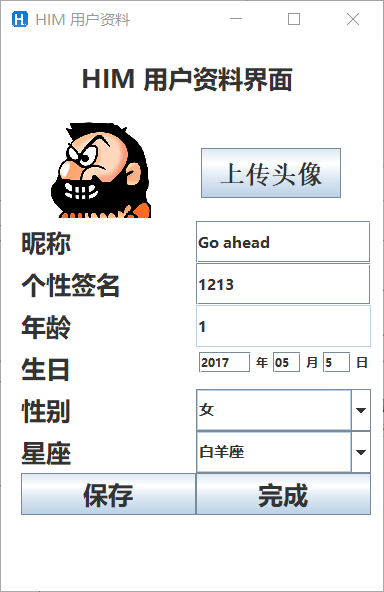 HIM 用户资料
HIM 用户资料界面
上传头像
昵称 Go ahead
个性签名 1213
年龄 1
生日 2017 年 05 月 5 日
性别 女
星座 白羊座
保存 完成